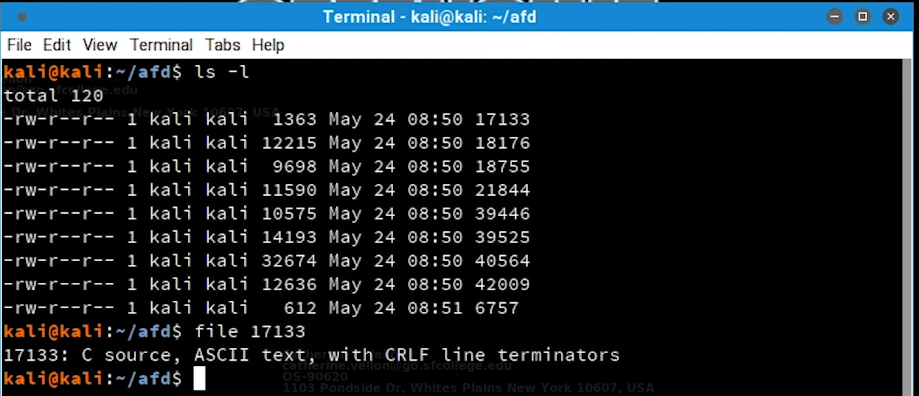 Terminal - kali@kali: ~/afd
File Edit View Terminal Tabs Help
kali@kali:~/afd$ ls -l
total 120
-rw-r--r-- 1 kali kali  1363 May 24 08:50 17133
-rw-r--r-- 1 kali kali 12215 May 24 08:50 18176
-rw-r--r-- 1 kali kali  9698 May 24 08:50 18755
-rw-r--r-- 1 kali kali 11590 May 24 08:50 21844
-rw-r--r-- 1 kali kali 10575 May 24 08:50 39446
-rw-r--r-- 1 kali kali 14193 May 24 08:50 39525
-rw-r--r-- 1 kali kali 32674 May 24 08:50 40564
-rw-r--r-- 1 kali kali 12636 May 24 08:50 42009
-rw-r--r-- 1 kali kali   612 May 24 08:51 6757
kali@kali:~/afd$ file 17133
17133: C source, ASCII text, with CRLF line terminators
kali@kali:~/afd$
catherine.vellon@go.sfcollege.edu
OS-90620
1103 Pondside Dr, Whites Plains New York 10607, USA